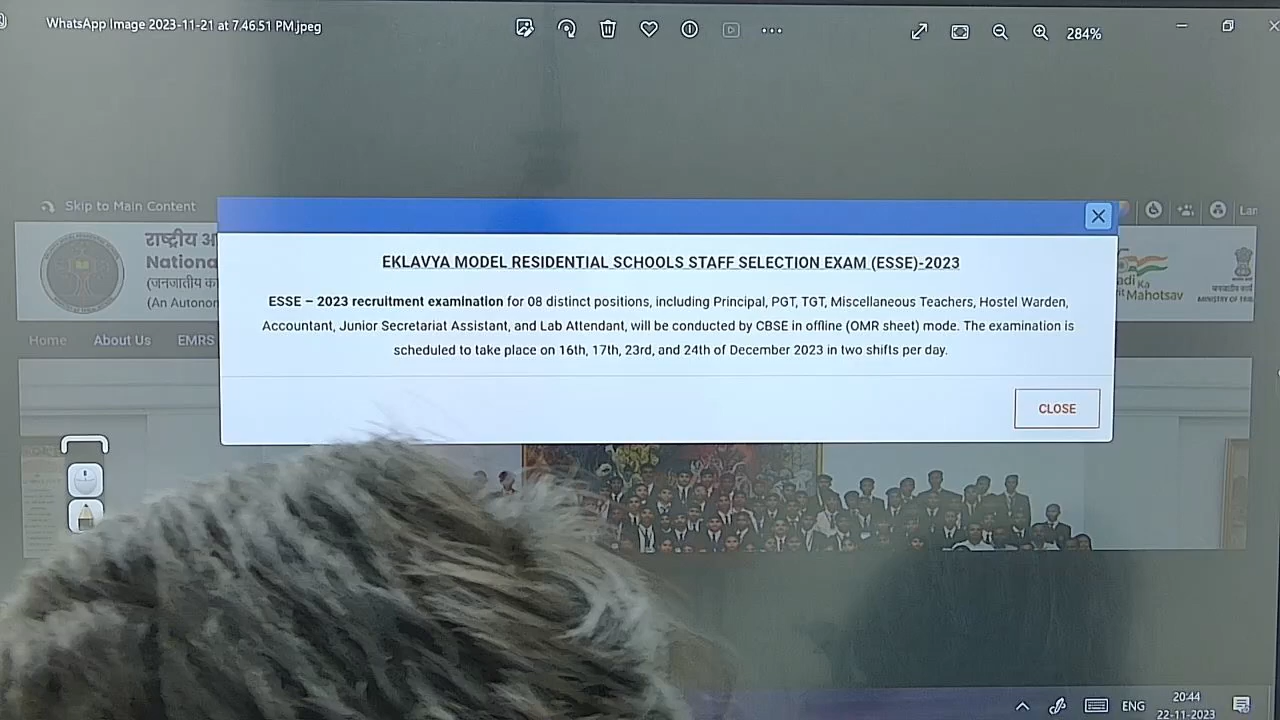 WhatsApp Image 2023-11-21 at 7.46.51 PM.jpeg
284%
Skip to Main Content
राष्ट्रीय
Nationa
(जनजातीय
(An Autonor
Ka
Mahotsav
MINISTRY OF
Home About Us EMRS
EKLAVYA MODEL RESIDENTIAL SCHOOLS STAFF SELECTION EXAM (ESSE)-2023
ESSE – 2023 recruitment examination for 08 distinct positions, including Principal, PGT, TGT, Miscellaneous Teachers, Hostel Warden,
Accountant, Junior Secretariat Assistant, and Lab Attendant, will be conducted by CBSE in offline (OMR sheet) mode. The examination is
scheduled to take place on 16th, 17th, 23rd, and 24th of December 2023 in two shifts per day.
CLOSE
ENG
20:44
22-11-2023